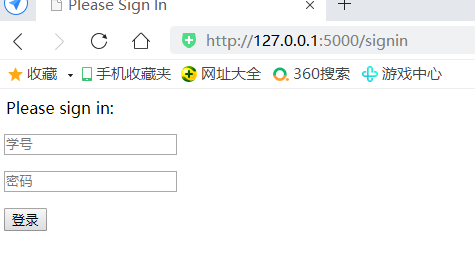 Please Sign In
http://127.0.0.1:5000/signin
收藏 手机收藏夹 网址大全 360搜索 游戏中心
Please sign in:
学号
密码
登录